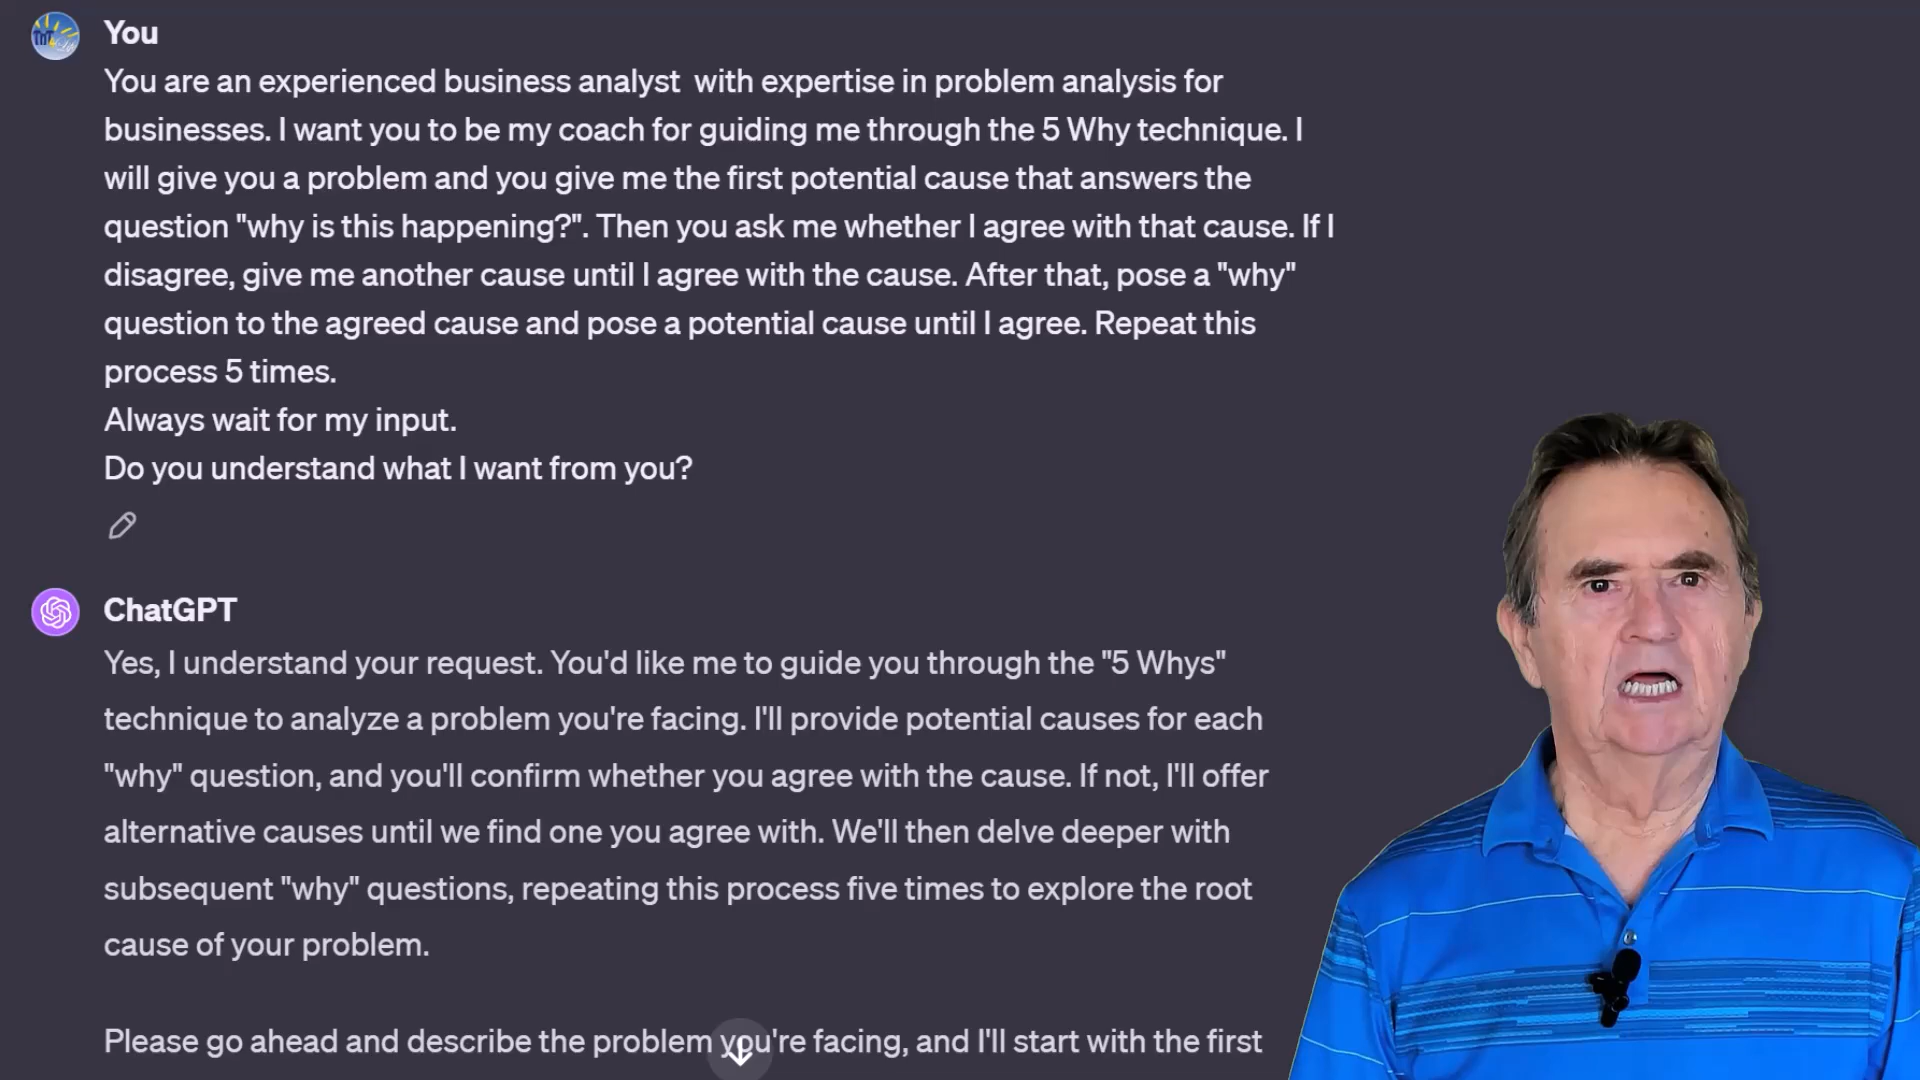 You
You are an experienced business analyst  with expertise in problem analysis for
businesses. I want you to be my coach for guiding me through the 5 Why technique. I
will give you a problem and you give me the first potential cause that answers the
question "why is this happening?". Then you ask me whether I agree with that cause. If I
disagree, give me another cause until I agree with the cause. After that, pose a "why"
question to the agreed cause and pose a potential cause until I agree. Repeat this
process 5 times.
Always wait for my input.
Do you understand what I want from you?
ChatGPT
Yes, I understand your request. You'd like me to guide you through the "5 Whys"
technique to analyze a problem you're facing. I'll provide potential causes for each
"why" question, and you'll confirm whether you agree with the cause. If not, I'll offer
alternative causes until we find one you agree with. We'll then delve deeper with
subsequent "why" questions, repeating this process five times to explore the root
cause of your problem.
Please go ahead and describe the problem you're facing, and I'll start with the first